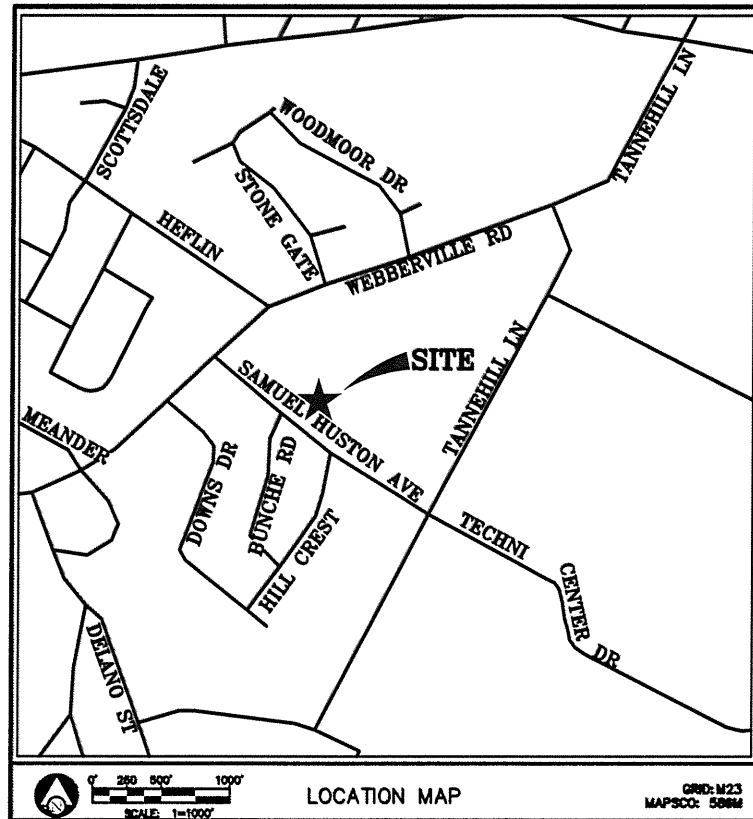 SCOTTSDALE
TANNEHILL LN
WOODMOOR DR
STONE GATE
HEFLIN
WEBBERVILLE RD
SITE
SAMUEL HUSTON AVE
TANNEHILL LN
MEANDER
DOWNS DR
BUNCHE RD
HILL CREST
TECHNI CENTER DR
DELANO ST
0' 250 500' 1000'
SCALE: 1=1000'
LOCATION MAP
GRID: M23
MAPSCO: 586M